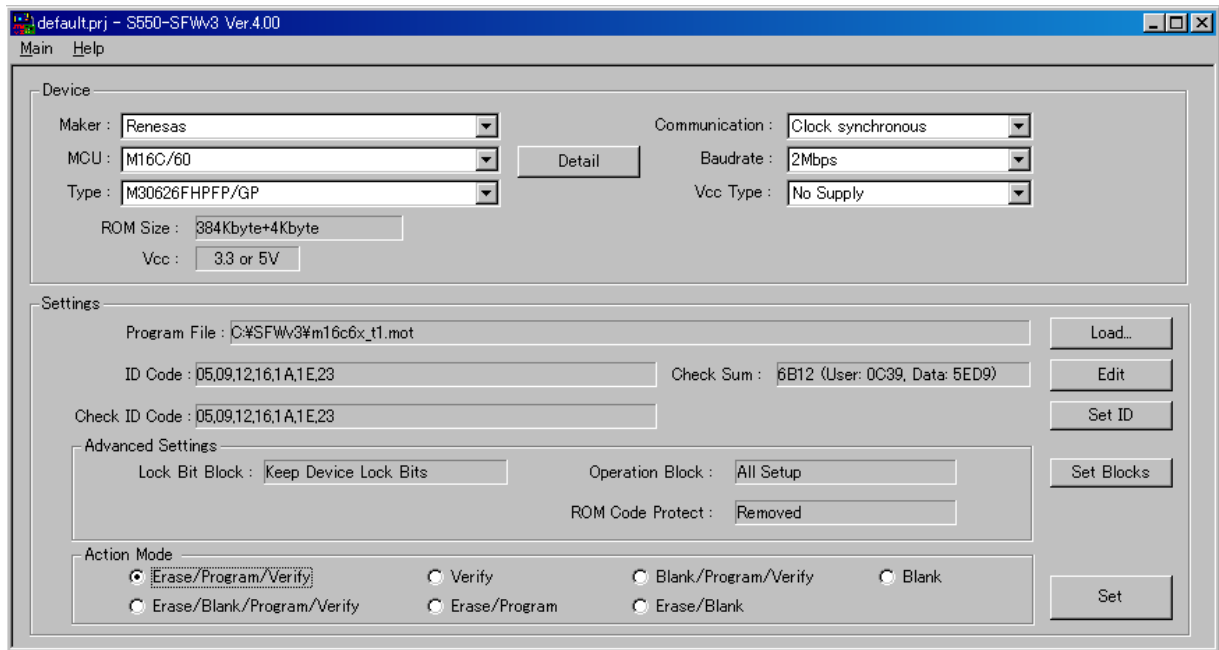 default.prj - S550-SFWv3 Ver.4.00
Main Help
Device
Maker : Renesas Communication : Clock synchronous
MCU : M16C/60 Detail Baudrate : 2Mbps
Type : M30626FHPFP/GP Vcc Type : No Supply
ROM Size : 384Kbyte+4Kbyte
Vcc : 3.3 or 5V
Settings
Program File : C:¥SFWv3¥m16c6x_t1.mot Load...
ID Code : 05,09,12,16,1A,1E,23 Check Sum : 6B12 (User: 0C39, Data: 5ED9) Edit
Check ID Code : 05,09,12,16,1A,1E,23 Set ID
Advanced Settings
Lock Bit Block : Keep Device Lock Bits Operation Block : All Setup Set Blocks
ROM Code Protect : Removed
Action Mode
Erase/Program/Verify Verify Blank/Program/Verify Blank
Erase/Blank/Program/Verify Erase/Program Erase/Blank Set